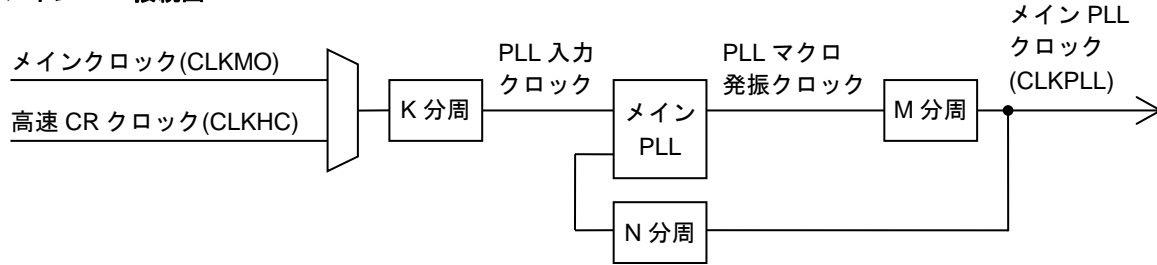 メイン PLL
クロック
(CLKPLL)
メインクロック(CLKMO)
高速 CR クロック(CLKHC)
K 分周
PLL 入力
クロック
メイン
PLL
PLL マクロ
発振クロック
M 分周
N 分周